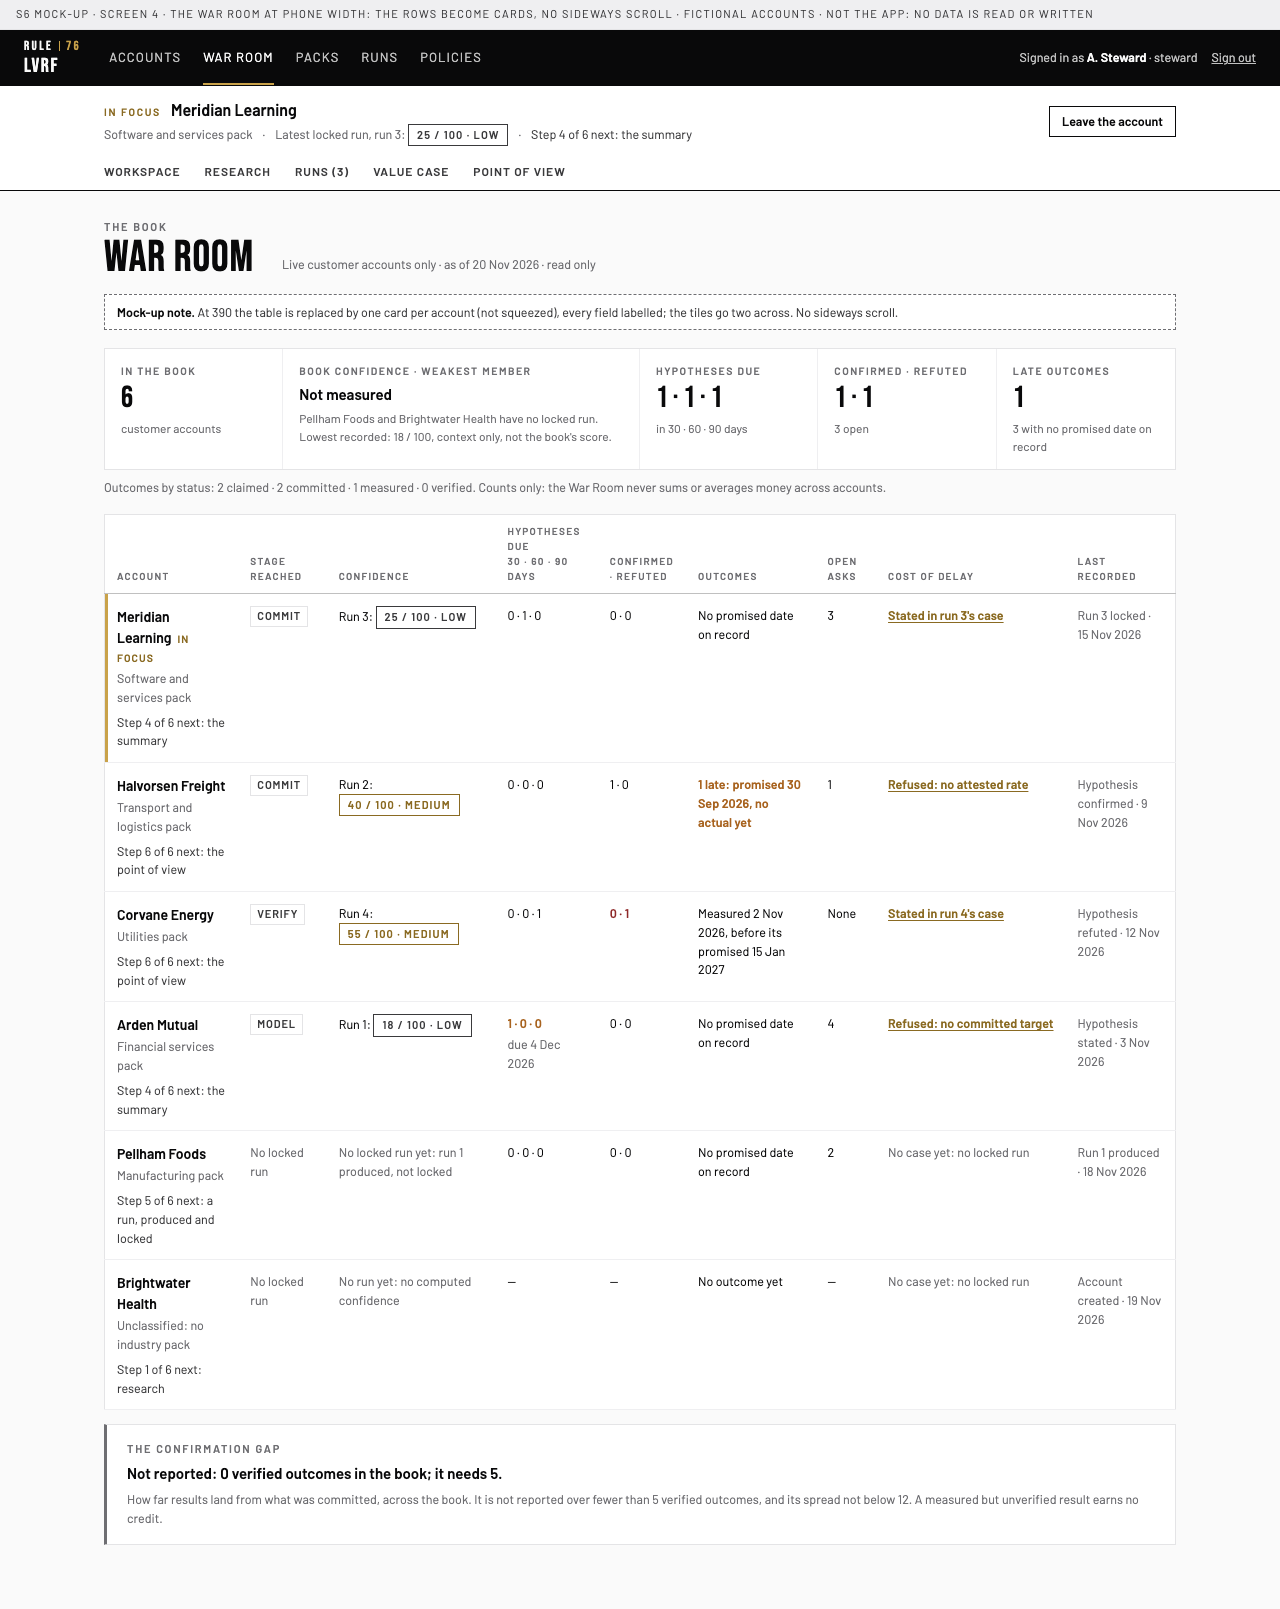 S6 MOCK-UP · SCREEN 4 · THE WAR ROOM AT PHONE WIDTH: THE ROWS BECOME CARDS, NO SIDEWAYS SCROLL · FICTIONAL ACCOUNTS · NOT THE APP: NO DATA IS READ OR WRITTEN
RULE | 76
LVRF
ACCOUNTS WAR ROOM PACKS RUNS POLICIES
Signed in as A. Steward · steward Sign out
IN FOCUS Meridian Learning
Software and services pack · Latest locked run, run 3: 25 / 100 · LOW · Step 4 of 6 next: the summary
Leave the account
WORKSPACE RESEARCH RUNS (3) VALUE CASE POINT OF VIEW
THE BOOK
WAR ROOM
Live customer accounts only · as of 20 Nov 2026 · read only
Mock-up note. At 390 the table is replaced by one card per account (not squeezed), every field labelled; the tiles go two across. No sideways scroll.
IN THE BOOK
6
customer accounts
BOOK CONFIDENCE · WEAKEST MEMBER
Not measured
Pellham Foods and Brightwater Health have no locked run.
Lowest recorded: 18 / 100, context only, not the book's score.
HYPOTHESES DUE
1 · 1 · 1
in 30 · 60 · 90 days
CONFIRMED · REFUTED
1 · 1
3 open
LATE OUTCOMES
1
3 with no promised date on
record
Outcomes by status: 2 claimed · 2 committed · 1 measured · 0 verified. Counts only: the War Room never sums or averages money across accounts.
ACCOUNT
STAGE
REACHED
CONFIDENCE
HYPOTHESES
DUE
30 · 60 · 90
DAYS
CONFIRMED
· REFUTED
OUTCOMES
OPEN
ASKS
COST OF DELAY
LAST
RECORDED
Meridian
Learning IN
FOCUS
Software and
services pack
Step 4 of 6 next: the
summary
COMMIT
Run 3: 25 / 100 · LOW
0 · 1 · 0
0 · 0
No promised date
on record
3
Stated in run 3's case
Run 3 locked ·
15 Nov 2026
Halvorsen Freight
Transport and
logistics pack
Step 6 of 6 next: the
point of view
COMMIT
Run 2:
40 / 100 · MEDIUM
0 · 0 · 0
1 · 0
1 late: promised 30
Sep 2026, no
actual yet
1
Refused: no attested rate
Hypothesis
confirmed · 9
Nov 2026
Corvane Energy
Utilities pack
Step 6 of 6 next: the
point of view
VERIFY
Run 4:
55 / 100 · MEDIUM
0 · 0 · 1
0 · 1
Measured 2 Nov
2026, before its
promised 15 Jan
2027
None
Stated in run 4's case
Hypothesis
refuted · 12 Nov
2026
Arden Mutual
Financial services
pack
Step 4 of 6 next: the
summary
MODEL
Run 1: 18 / 100 · LOW
1 · 0 · 0
due 4 Dec
2026
0 · 0
No promised date
on record
4
Refused: no committed target
Hypothesis
stated · 3 Nov
2026
Pellham Foods
Manufacturing pack
Step 5 of 6 next: a
run, produced and
locked
No locked
run
No locked run yet: run 1
produced, not locked
0 · 0 · 0
0 · 0
No promised date
on record
2
No case yet: no locked run
Run 1 produced
· 18 Nov 2026
Brightwater
Health
Unclassified: no
industry pack
Step 1 of 6 next:
research
No locked
run
No run yet: no computed
confidence
—
—
No outcome yet
—
No case yet: no locked run
Account
created · 19 Nov
2026
THE CONFIRMATION GAP
Not reported: 0 verified outcomes in the book; it needs 5.
How far results land from what was committed, across the book. It is not reported over fewer than 5 verified outcomes, and its spread not below 12. A measured but unverified result earns no
credit.